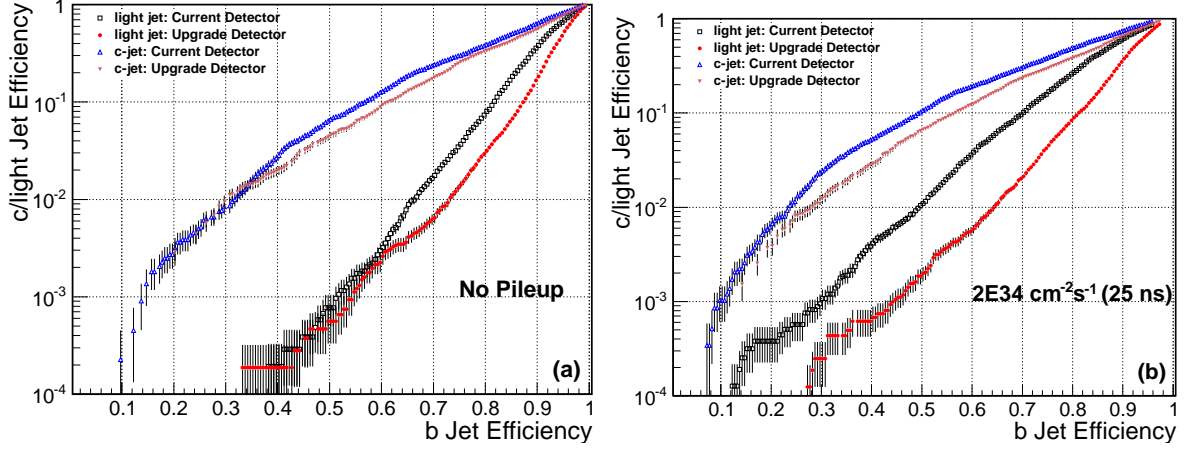 light jet: Current Detector
light jet: Upgrade Detector
c-jet: Current Detector
c-jet: Upgrade Detector
1
10⁻¹
10⁻²
10⁻³
10⁻⁴
c/light Jet Efficiency
No Pileup
(a)
0.1 0.2 0.3 0.4 0.5 0.6 0.7 0.8 0.9 1
b Jet Efficiency
light jet: Current Detector
light jet: Upgrade Detector
c-jet: Current Detector
c-jet: Upgrade Detector
1
10⁻¹
10⁻²
10⁻³
10⁻⁴
c/light Jet Efficiency
2E34 cm⁻²s⁻¹ (25 ns)
(b)
0.1 0.2 0.3 0.4 0.5 0.6 0.7 0.8 0.9 1
b Jet Efficiency